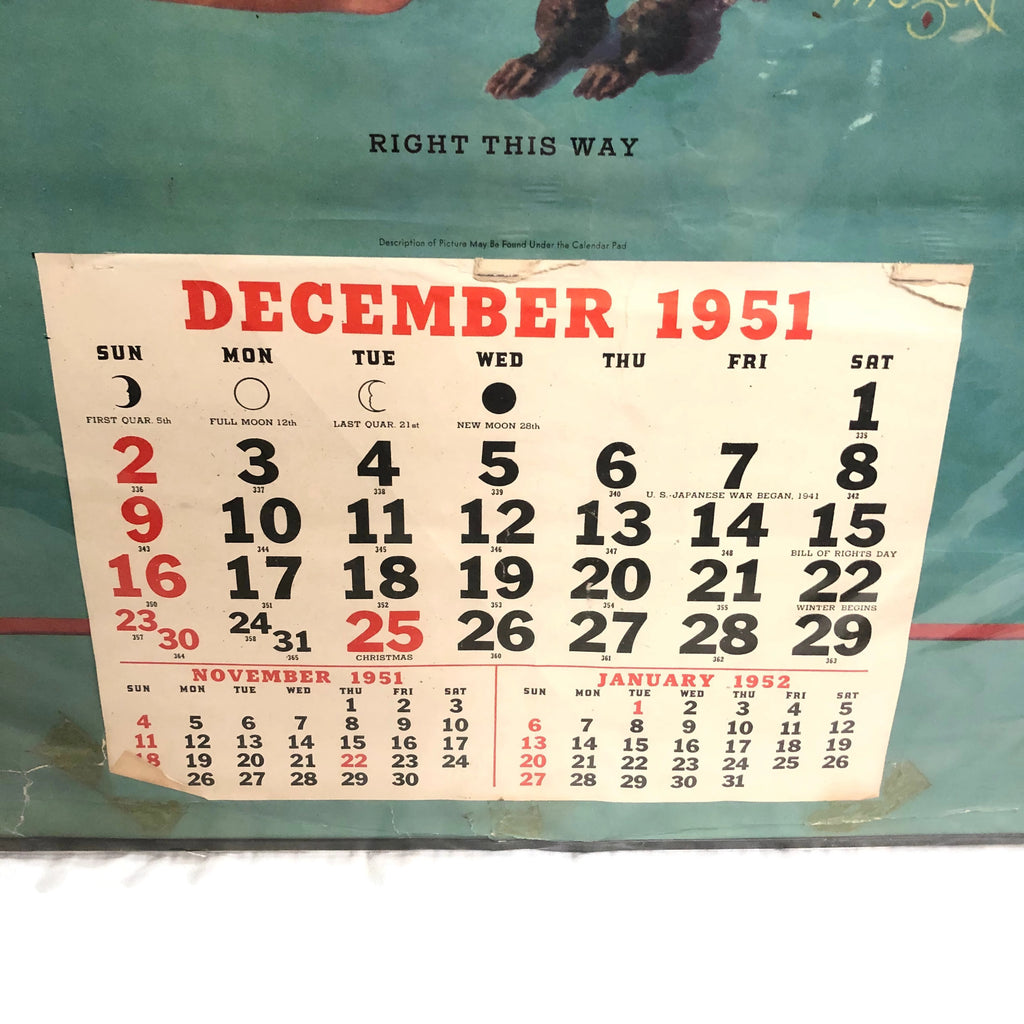 RIGHT THIS WAY
Description of Picture May Be Found Under the Calendar Pad
DECEMBER 1951
SUN MON TUE WED THU FRI SAT
1
FIRST QUAR. 5th FULL MOON 12th LAST QUAR. 21st NEW MOON 28th
335
2 3 4 5 6 7 8
336 337 338 339 340 U. S.-JAPANESE WAR BEGAN, 1941 342
9 10 11 12 13 14 15
343 344 345 346 347 348 BILL OF RIGHTS DAY
16 17 18 19 20 21 22
350 351 352 353 354 355 WINTER BEGINS
23 30 24 31 25 26 27 28 29
357 364 358 365 CHRISTMAS 360 361 362 363
NOVEMBER 1951
SUN MON TUE WED THU FRI SAT
1 2 3
4 5 6 7 8 9 10
11 12 13 14 15 16 17
18 19 20 21 22 23 24
26 27 28 29 30
JANUARY 1952
SUN MON TUE WED THU FRI SAT
1 2 3 4 5
6 7 8 9 10 11 12
13 14 15 16 17 18 19
20 21 22 23 24 25 26
27 28 29 30 31